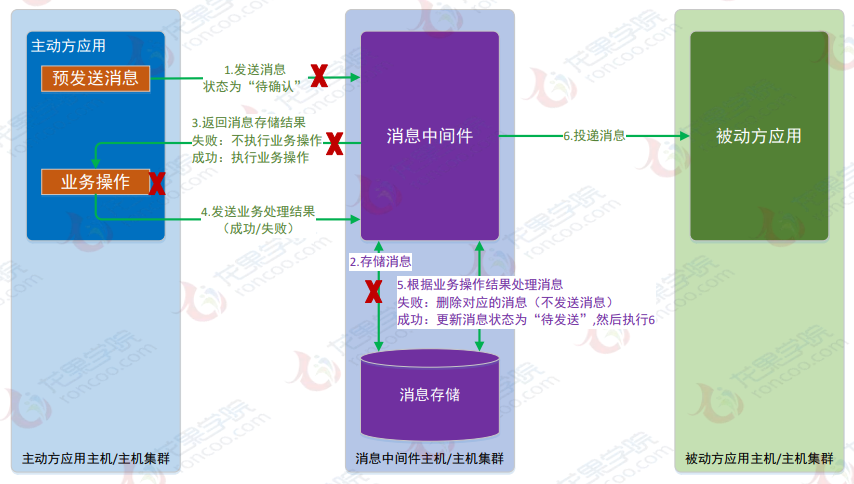 主动方应用
预发送消息
1.发送消息
状态为“待确认”
3.返回消息存储结果
失败：不执行业务操作
成功：执行业务操作
业务操作
4.发送业务处理结果
（成功/失败）
消息中间件
6.投递消息
被动方应用
2.存储消息
5.根据业务操作结果处理消息
失败：删除对应的消息（不发送消息）
成功：更新消息状态为“待发送”,然后执行6
消息存储
主动方应用主机/主机集群
消息中间件主机/主机集群
被动方应用主机/主机集群
龙果学院
roncoo.com